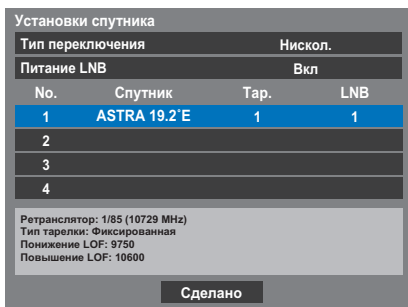 Установки спутника
Тип переключения Нискол.
Питание LNB Вкл
No. Спутник Тар. LNB
1 ASTRA 19.2˚E 1 1
2
3
4
Ретранслятор: 1/85 (10729 MHz)
Тип тарелки: Фиксированная
Понижение LOF: 9750
Повышение LOF: 10600
Сделано